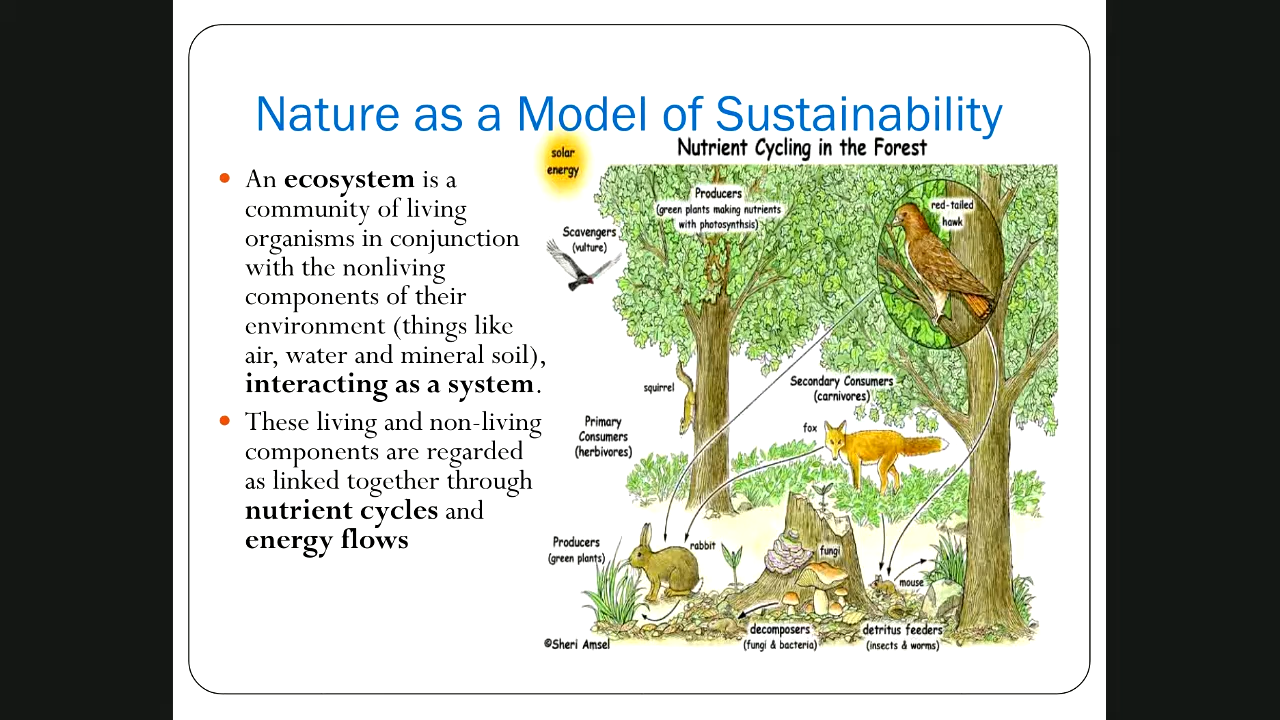 Nature as a Model of Sustainability
• An ecosystem is a
community of living
organisms in conjunction
with the nonliving
components of their
environment (things like
air, water and mineral soil),
interacting as a system.
• These living and non-living
components are regarded
as linked together through
nutrient cycles and
energy flows
Nutrient Cycling in the Forest
solar
energy
Producers
(green plants making nutrients
with photosynthsis)
red-tailed
hawk
Scavengers
(vulture)
squirrel
Secondary Consumers
(carnivores)
Primary
Consumers
(herbivores)
fox
Producers
(green plants)
rabbit
fungi
mouse
decomposers
(fungi & bacteria)
detritus feeders
(insects & worms)
©Sheri Amsel